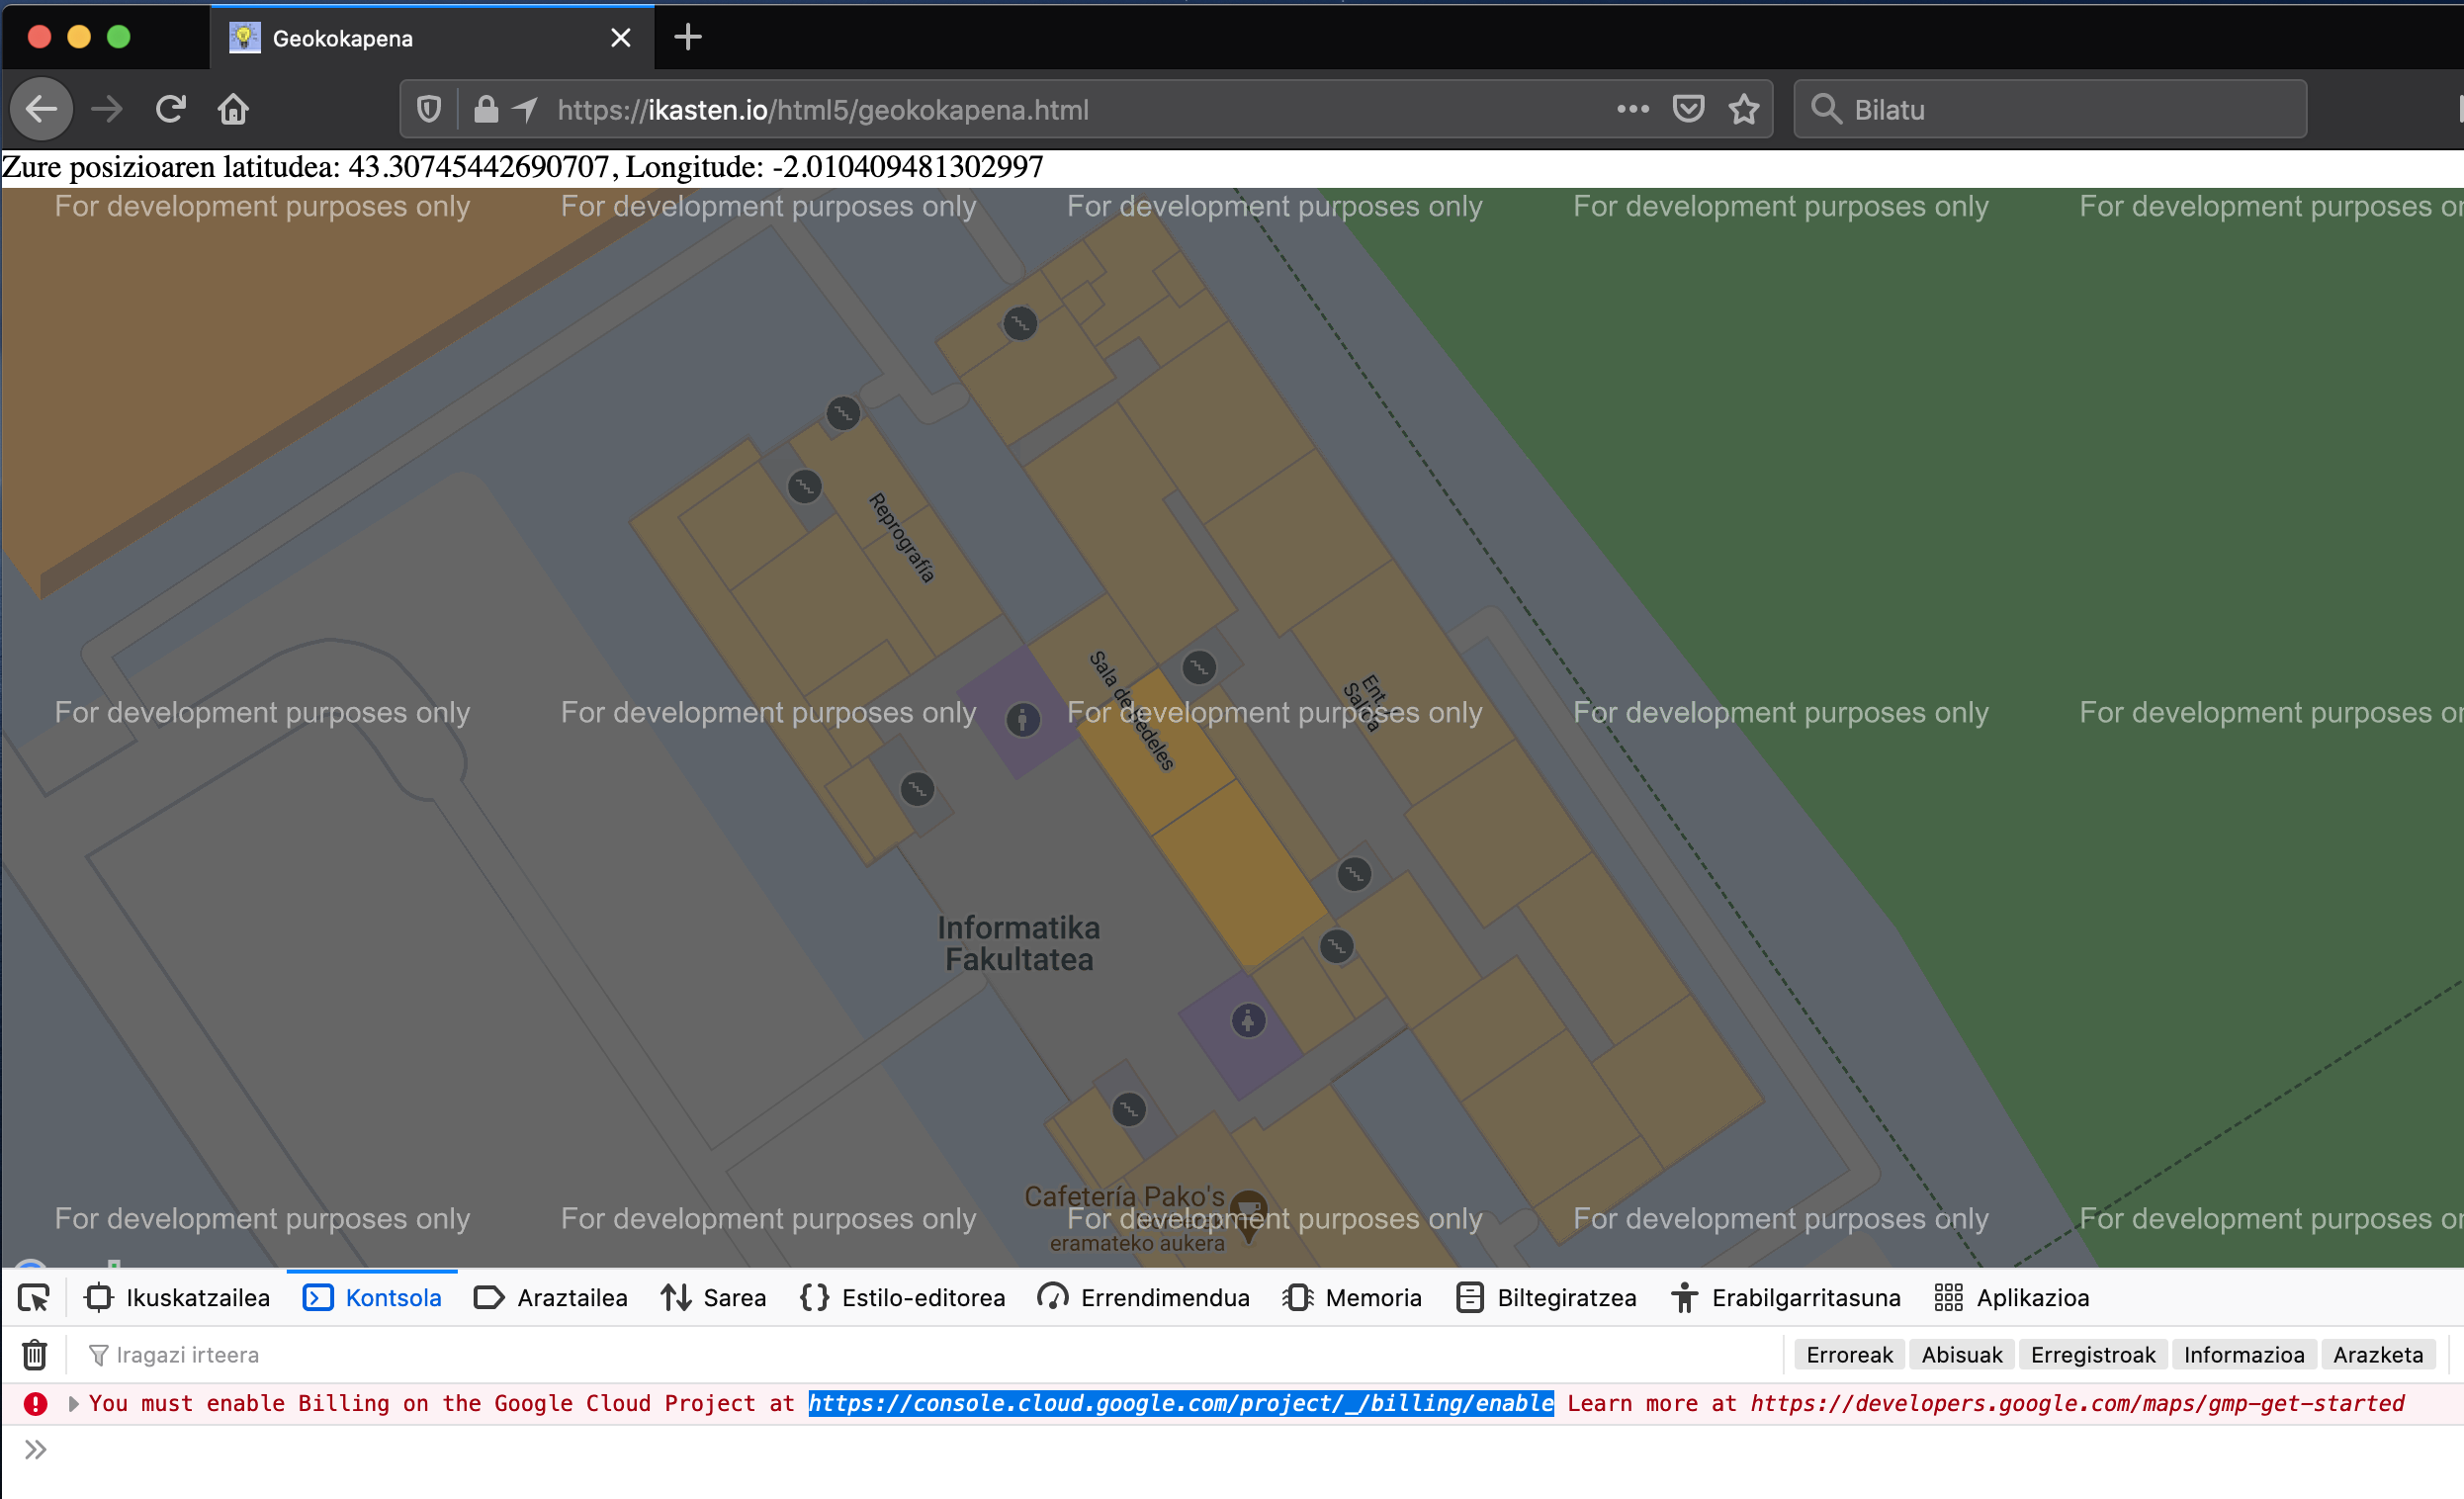 Geokokapena
https://ikasten.io/html5/geokokapena.html
Bilatu
Zure posizioaren latitudea: 43.30745442690707, Longitude: -2.010409481302997
For development purposes only For development purposes only For development purposes only For development purposes only For development purposes or
Reprografía
Sala de Bedeles
For development purposes only For development purposes only For development purposes only For development purposes only For development purposes or
Informatika
Fakultatea
Cafetería Pako's
For development purposes only For development purposes only For development purposes only For development purposes only For development purposes or
eramateko aukera
Ikuskatzailea Kontsola Araztailea Sarea Estilo-editorea Errendimendua Memoria Biltegiratzea Erabilgarritasuna Aplikazioa
Iragazi irteera Erroreak Abisuak Erregistroak Informazioa Arazketa
You must enable Billing on the Google Cloud Project at https://console.cloud.google.com/project/_/billing/enable Learn more at https://developers.google.com/maps/gmp-get-started